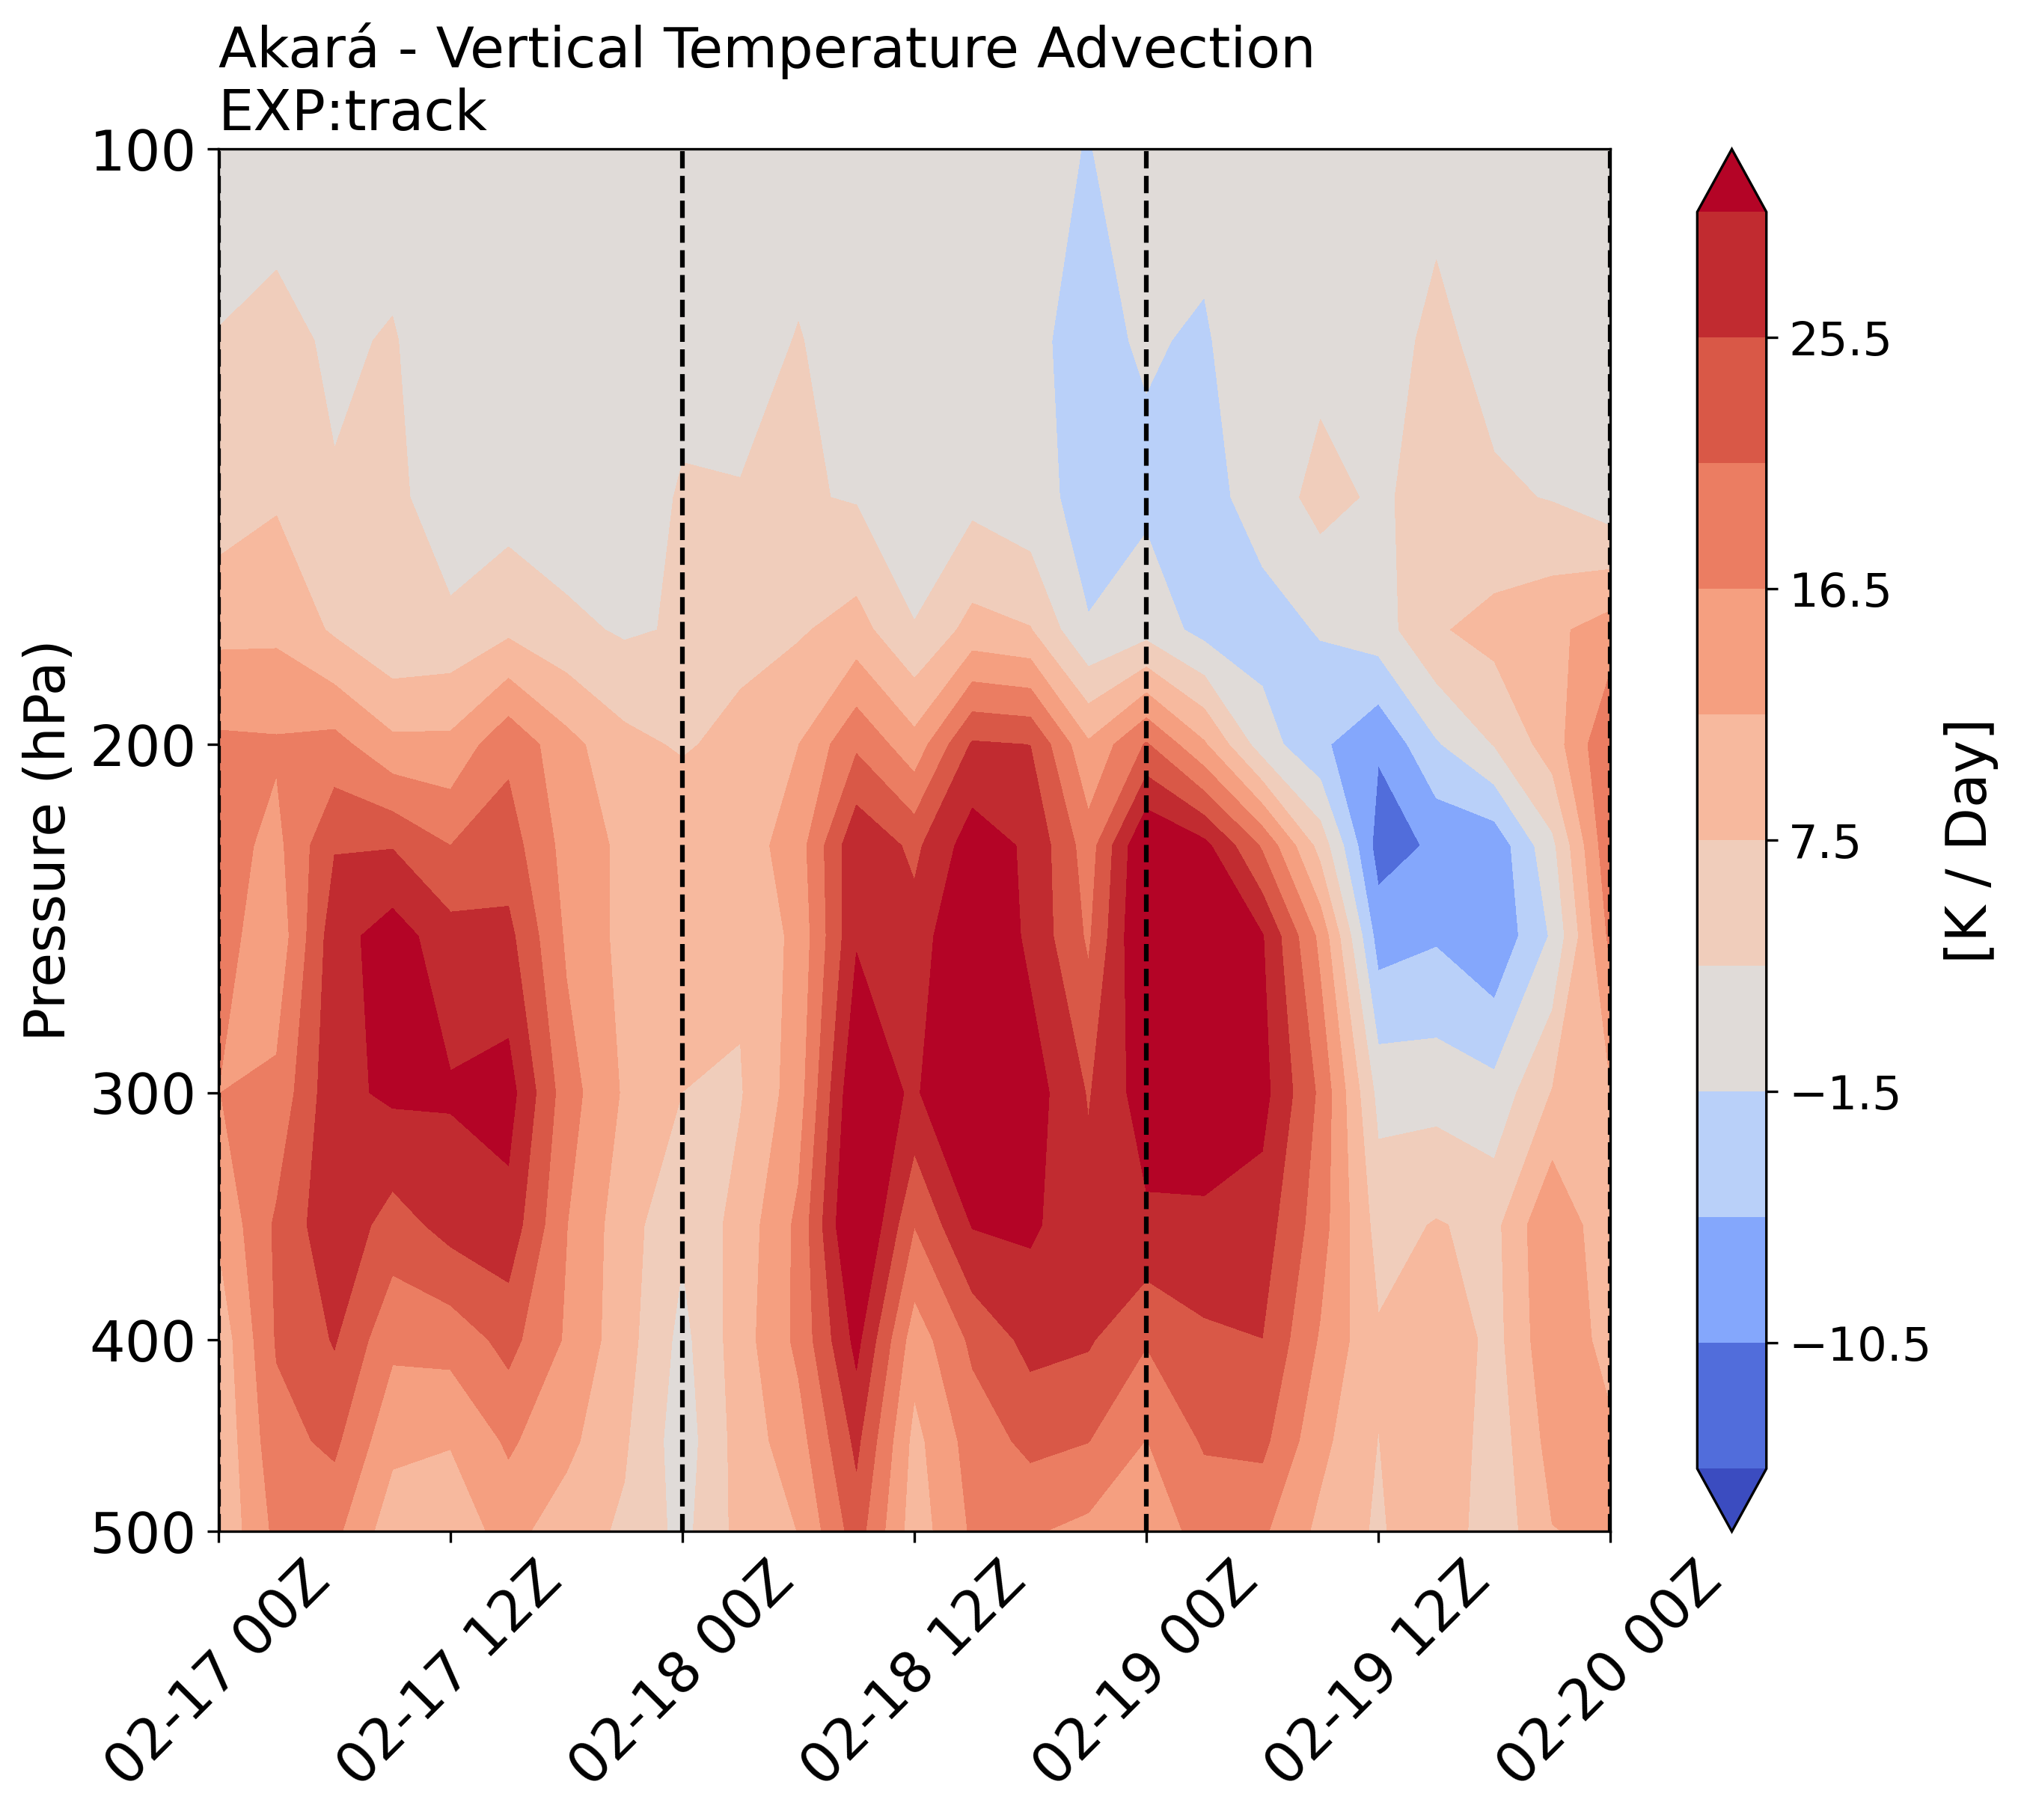 Akará - Vertical Temperature Advection
EXP:track
100
200
300
400
500
Pressure (hPa)
02-17 00Z
02-17 12Z
02-18 00Z
02-18 12Z
02-19 00Z
02-19 12Z
02-20 00Z
25.5
16.5
7.5
−1.5
−10.5
[K / Day]